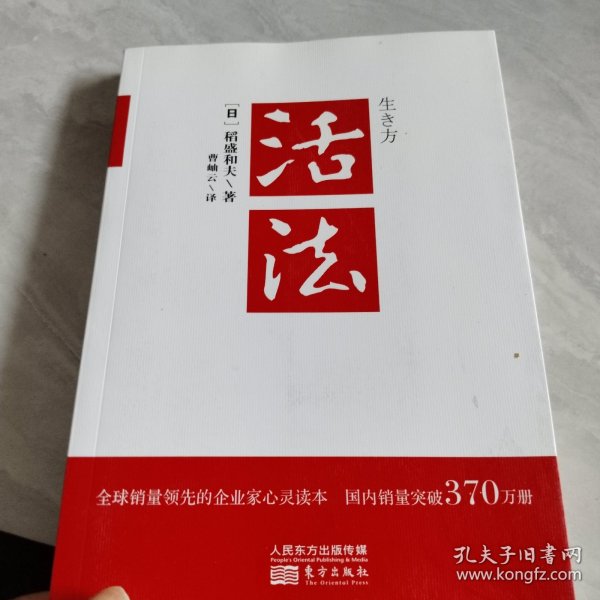 生き方
活法
[日]稻盛和夫\著
曹岫云\译
全球销量领先的企业家心灵读本 国内销量突破370万册
人民东方出版传媒
People's Oriental Publishing & Media
東方出版社
The Oriental Press
孔夫子旧书网
www.kongfz.com